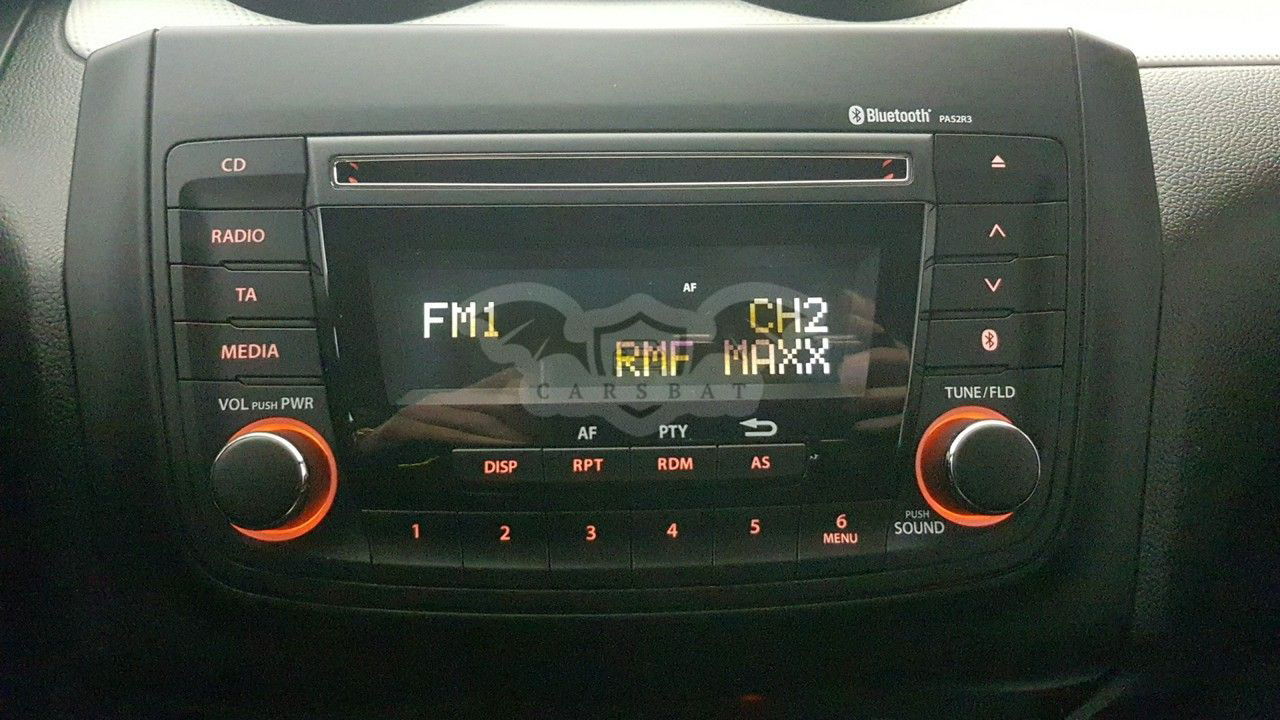 Bluetooth PA52R3
CD
RADIO
TA
MEDIA
VOL PUSH PWR
AF
FM1 CH2
RMF MAXX
CARSBAT
TUNE/FLD
AF PTY
DISP RPT RDM AS
PUSH
SOUND
1 2 3 4 5 6
MENU